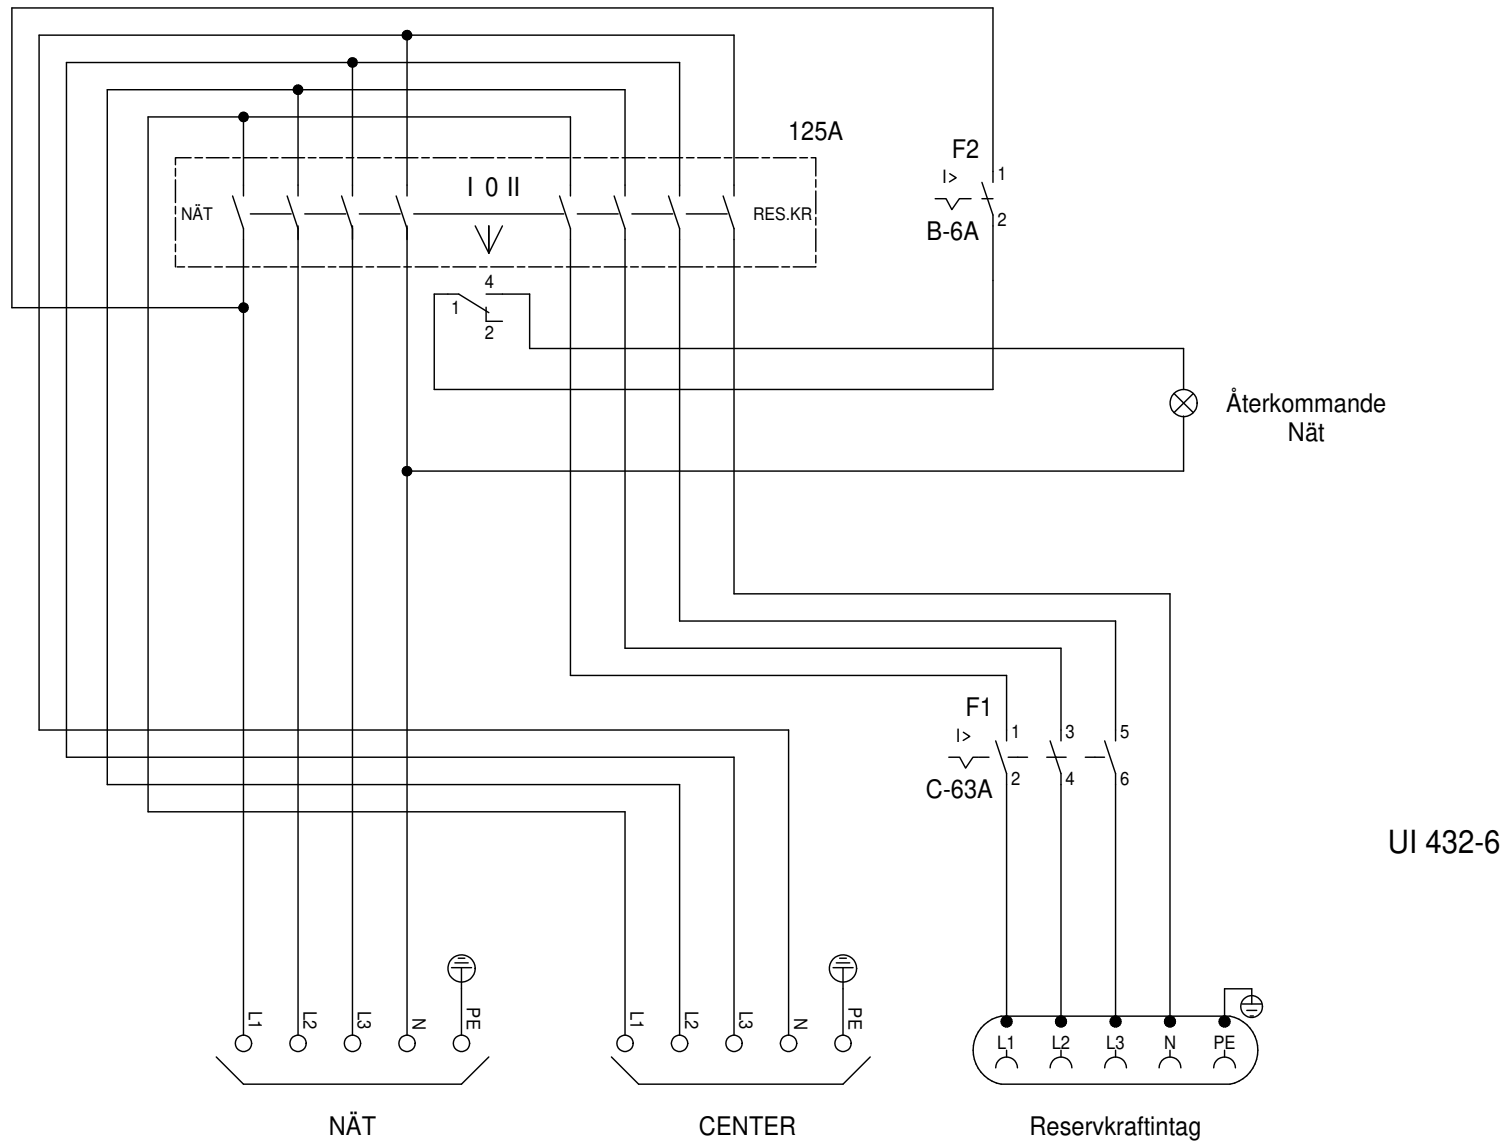 125A
F2
I>
1
2
B-6A
NÄT
I 0 II
RES.KR
4
1
2
Återkommande
Nät
F1
I>
1
3
5
2
4
6
C-63A
UI 432-6
L1
L2
L3
N
PE
L1
L2
L3
N
PE
L1
L2
L3
N
PE
NÄT
CENTER
Reservkraftintag